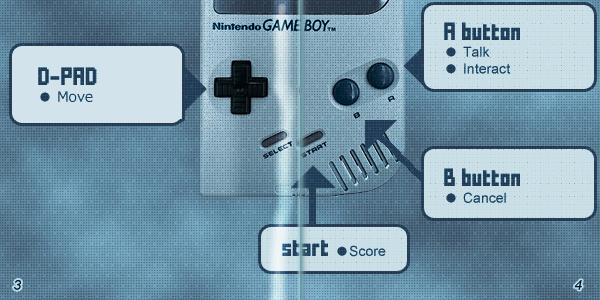 Nintendo GAME BOY™
D-PAD
● Move
A button
● Talk
● Interact
A
B
SELECT
START
B button
● Cancel
start ● Score
3
4